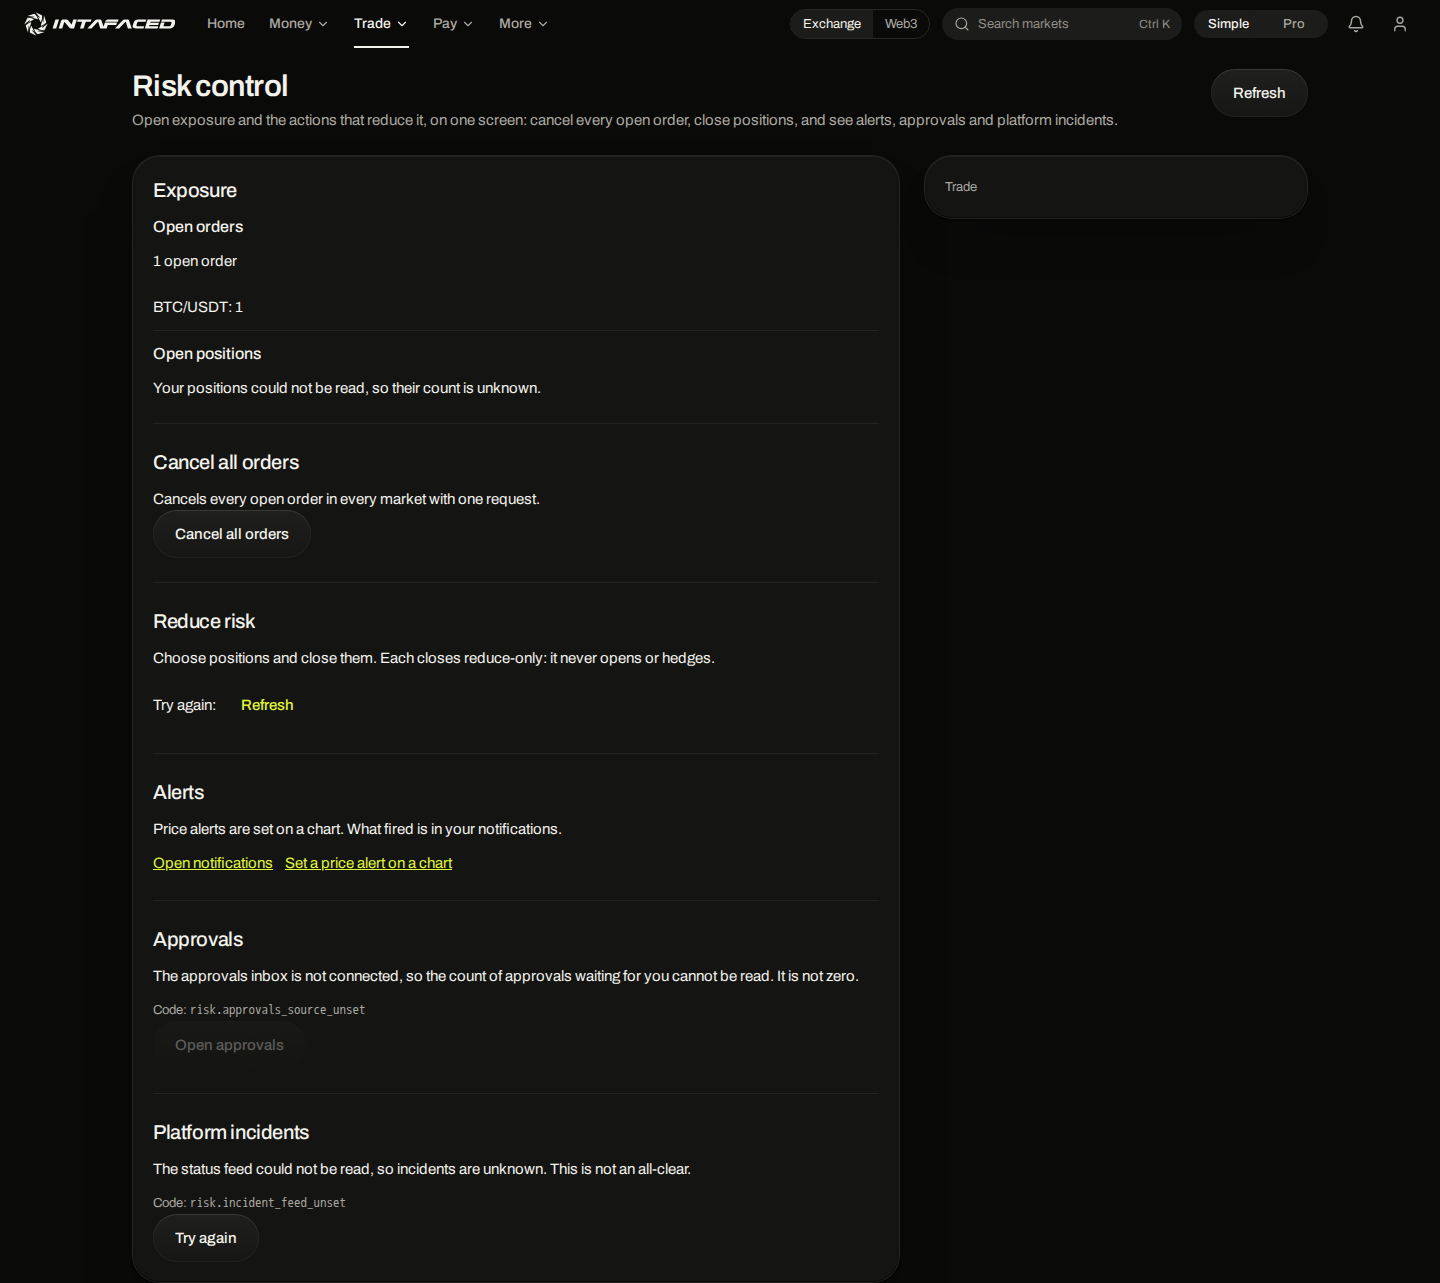 INTAFACED
Home
Money
Trade
Pay
More
Exchange
Web3
Search markets
Ctrl K
Simple
Pro
Risk control
Refresh
Open exposure and the actions that reduce it, on one screen: cancel every open order, close positions, and see alerts, approvals and platform incidents.
Exposure
Open orders
1 open order
BTC/USDT: 1
Open positions
Your positions could not be read, so their count is unknown.
Cancel all orders
Cancels every open order in every market with one request.
Cancel all orders
Reduce risk
Choose positions and close them. Each closes reduce-only: it never opens or hedges.
Try again: Refresh
Alerts
Price alerts are set on a chart. What fired is in your notifications.
Open notifications Set a price alert on a chart
Approvals
The approvals inbox is not connected, so the count of approvals waiting for you cannot be read. It is not zero.
Code: risk.approvals_source_unset
Open approvals
Platform incidents
The status feed could not be read, so incidents are unknown. This is not an all-clear.
Code: risk.incident_feed_unset
Try again
Trade